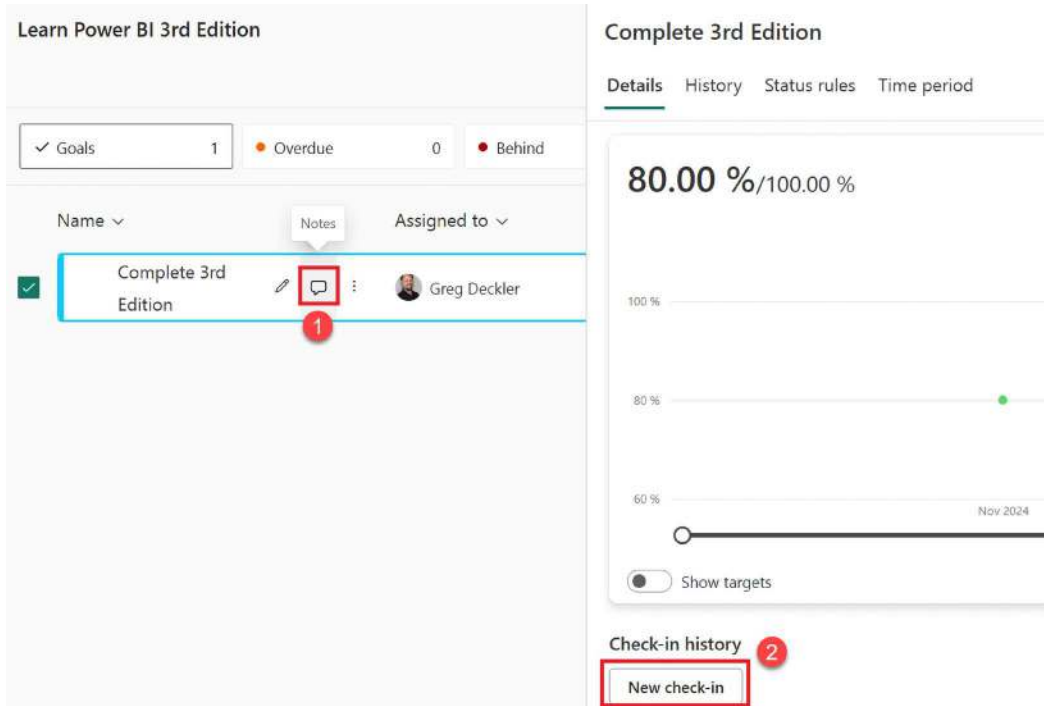 Learn Power BI 3rd Edition
Goals 1
Overdue 0
Behind
Name
Notes
Assigned to
Complete 3rd
Edition
Greg Deckler
1
Complete 3rd Edition
Details History Status rules Time period
80.00 %/100.00 %
100 %
80 %
60 %
Nov 2024
Show targets
Check-in history
2
New check-in